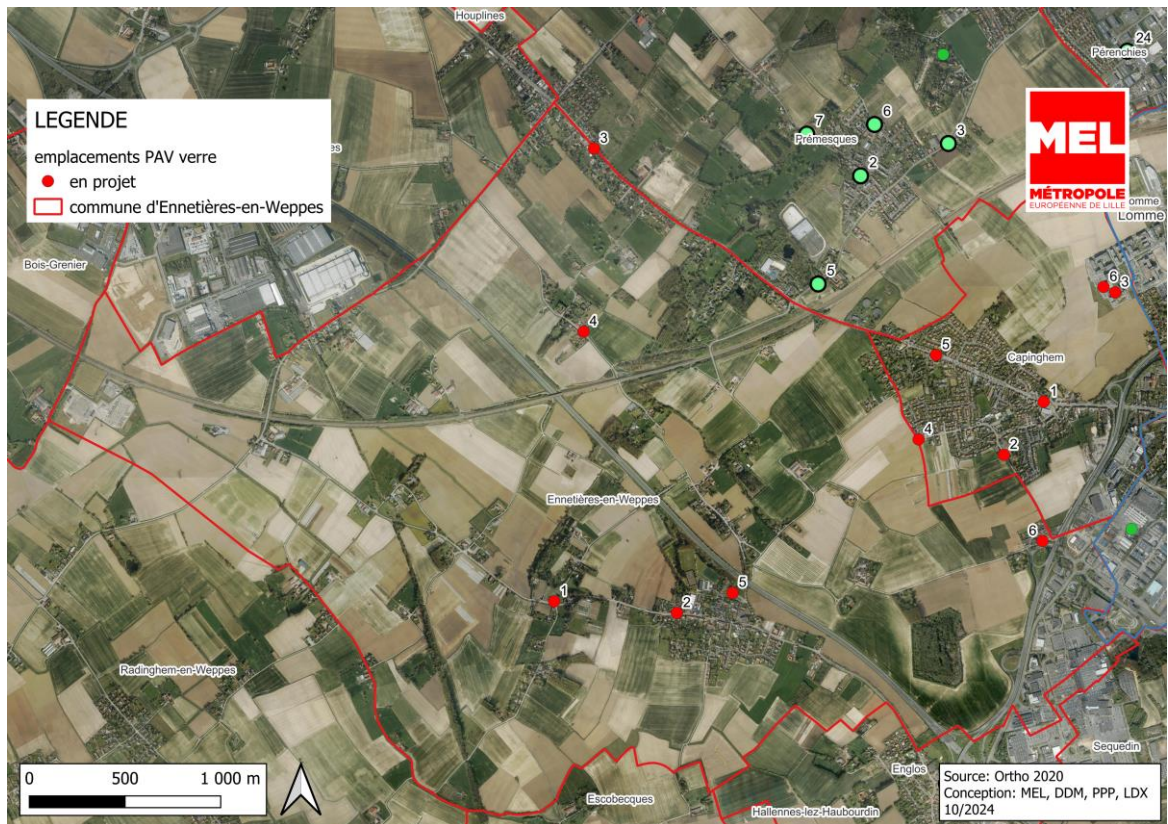 Houplines
24
Pérenchies
LEGENDE
emplacements PAV verre
en projet
commune d'Ennetières-en-Weppes
es
3
7
6
Prémesques
3
2
MEL
MÉTROPOLE
EUROPÉENNE DE LILLE
omme
Lomme
Bois-Grenier
5
6
3
4
5
Capinghem
1
4
2
Ennetières-en-Weppes
6
1
5
2
Radinghem-en-Weppes
Sequedin
Englos
Escobecques
Hallennes-lez-Haubourdin
0 500 1 000 m
Source: Ortho 2020
Conception: MEL, DDM, PPP, LDX
10/2024